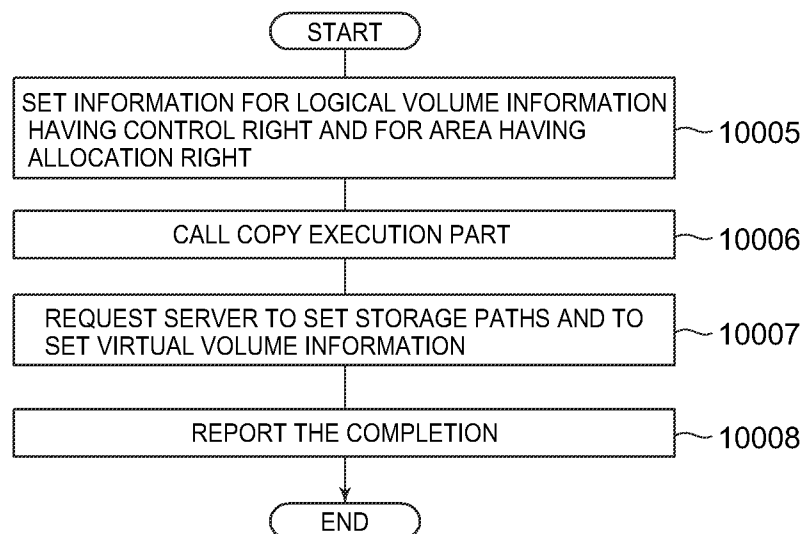 START
SET INFORMATION FOR LOGICAL VOLUME INFORMATION
HAVING CONTROL RIGHT AND FOR AREA HAVING
ALLOCATION RIGHT
10005
CALL COPY EXECUTION PART
10006
REQUEST SERVER TO SET STORAGE PATHS AND TO
SET VIRTUAL VOLUME INFORMATION
10007
REPORT THE COMPLETION
10008
END